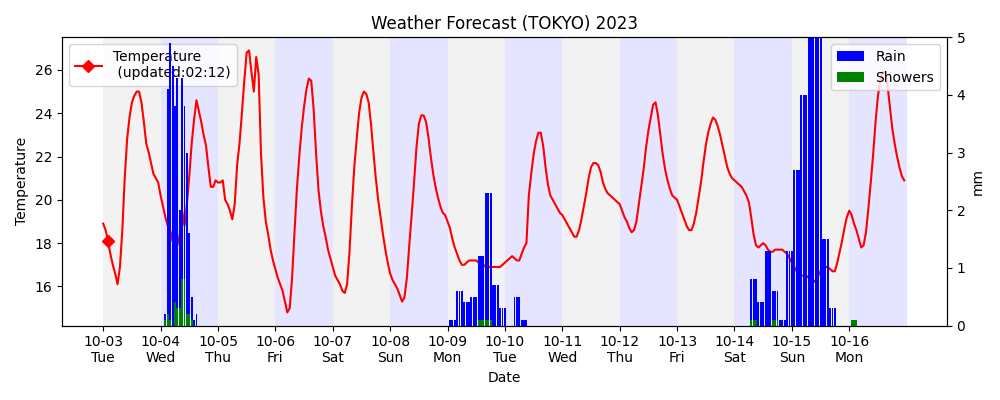 Weather Forecast (TOKYO) 2023
Temperature
(updated:02:12)
Rain
Showers
26
24
22
20
18
16
Temperature
5
4
3
2
1
0
mm
10-03 10-04 10-05 10-06 10-07 10-08 10-09 10-10 10-11 10-12 10-13 10-14 10-15 10-16
Tue Wed Thu Fri Sat Sun Mon Tue Wed Thu Fri Sat Sun Mon
Date